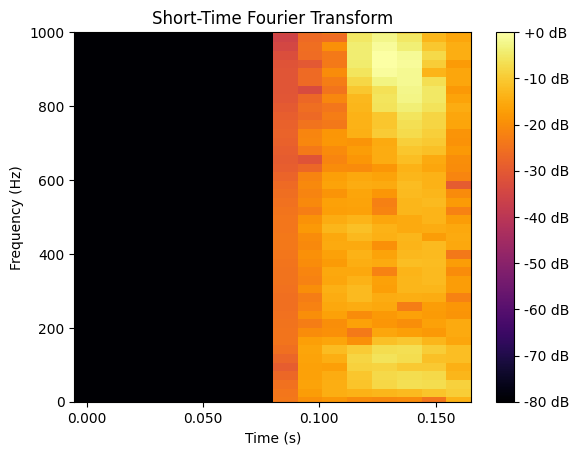 Short-Time Fourier Transform
Frequency (Hz)
1000
800
600
400
200
0
0.000
0.050
0.100
0.150
Time (s)
+0 dB
-10 dB
-20 dB
-30 dB
-40 dB
-50 dB
-60 dB
-70 dB
-80 dB